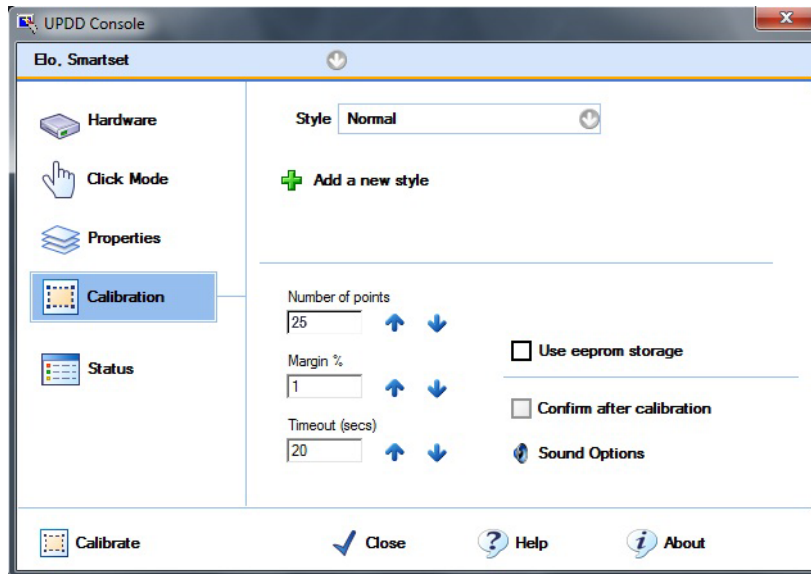 UPDD Console
Elo, Smartset
Hardware
Click Mode
Properties
Calibration
Status
Style Normal
Add a new style
Number of points
25
Margin %
1
Timeout (secs)
20
Use eeprom storage
Confirm after calibration
Sound Options
Calibrate
Close
Help
About